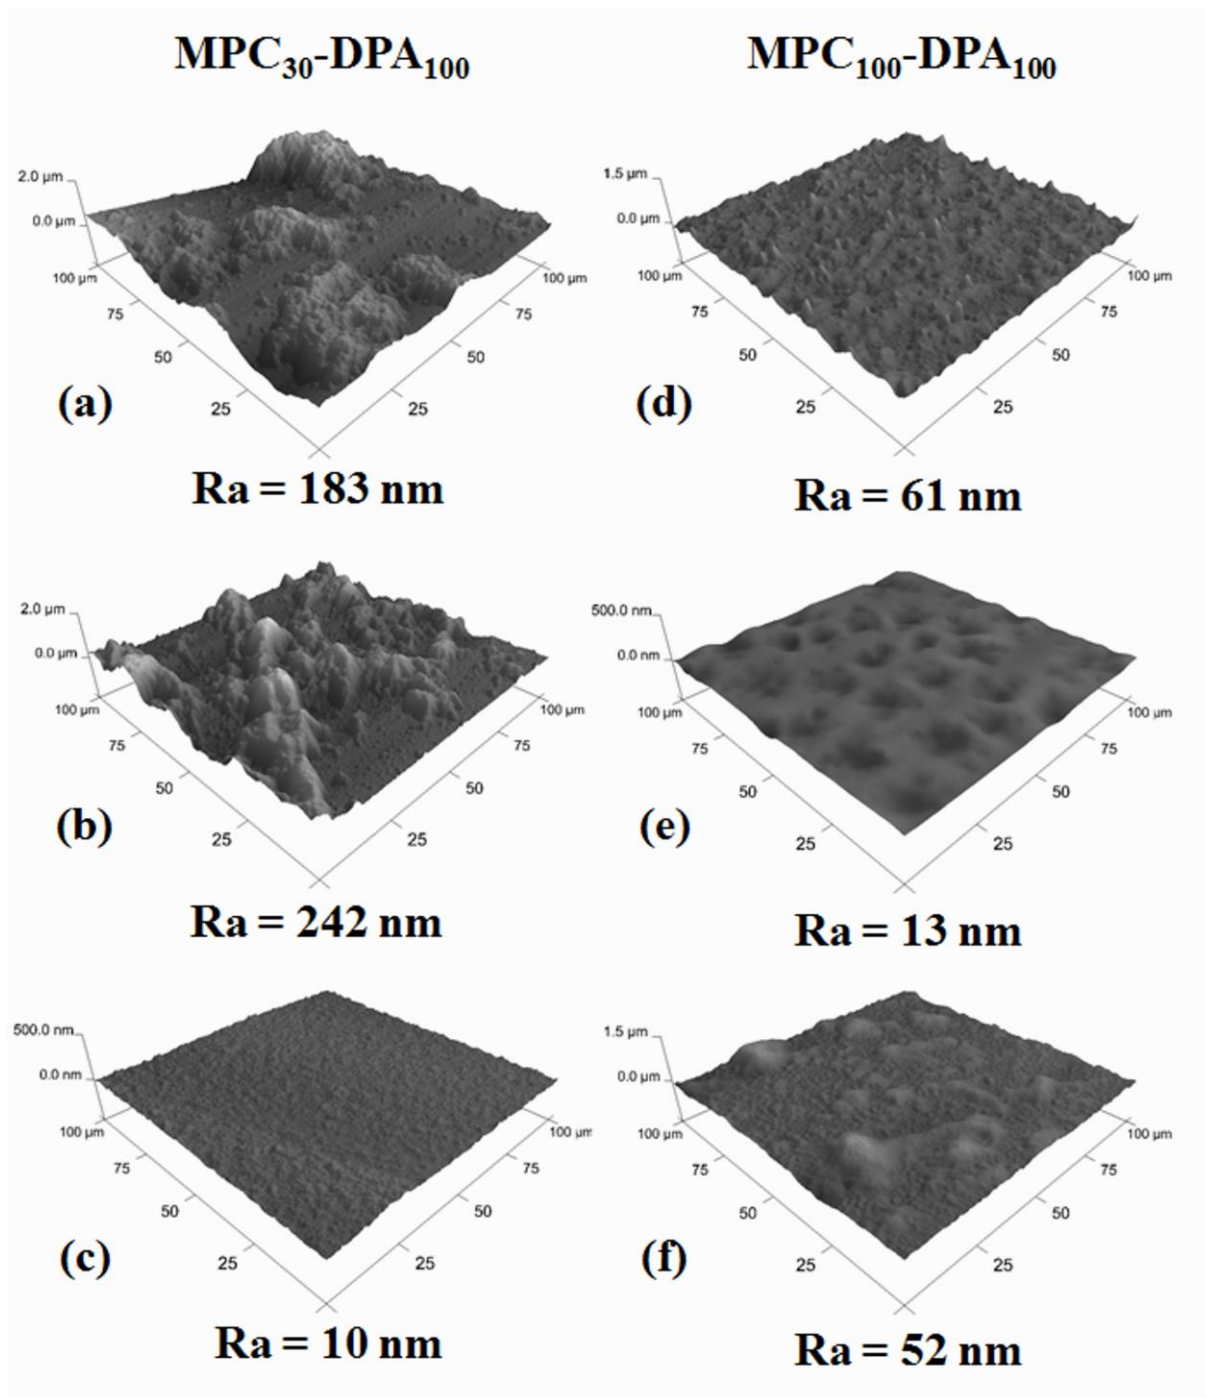 MPC30-DPA100
2.0 µm
0.0 µm
100 µm
75
50
25
25
50
75
100 µm
(a)
Ra = 183 nm
2.0 µm
0.0 µm
100 µm
75
50
25
25
50
75
100 µm
(b)
Ra = 242 nm
500.0 nm
0.0 nm
100 µm
75
50
25
25
50
75
100 µm
(c)
Ra = 10 nm
MPC100-DPA100
1.5 µm
0.0 µm
100 µm
75
50
25
25
50
75
100 µm
(d)
Ra = 61 nm
500.0 nm
0.0 nm
100 µm
75
50
25
25
50
75
100 µm
(e)
Ra = 13 nm
1.5 µm
0.0 µm
100 µm
75
50
25
25
50
75
100 µm
(f)
Ra = 52 nm